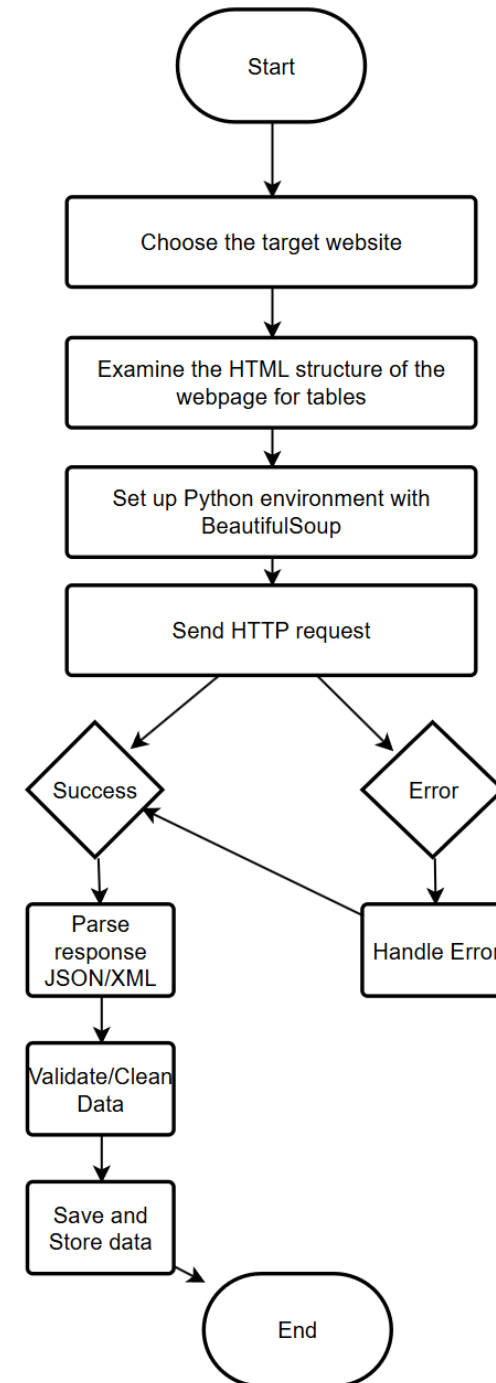 Start
Choose the target website
Examine the HTML structure of the
webpage for tables
Set up Python environment with
BeautifulSoup
Send HTTP request
Success
Error
Parse
response
JSON/XML
Handle Error
Validate/Clean
Data
Save and
Store data
End